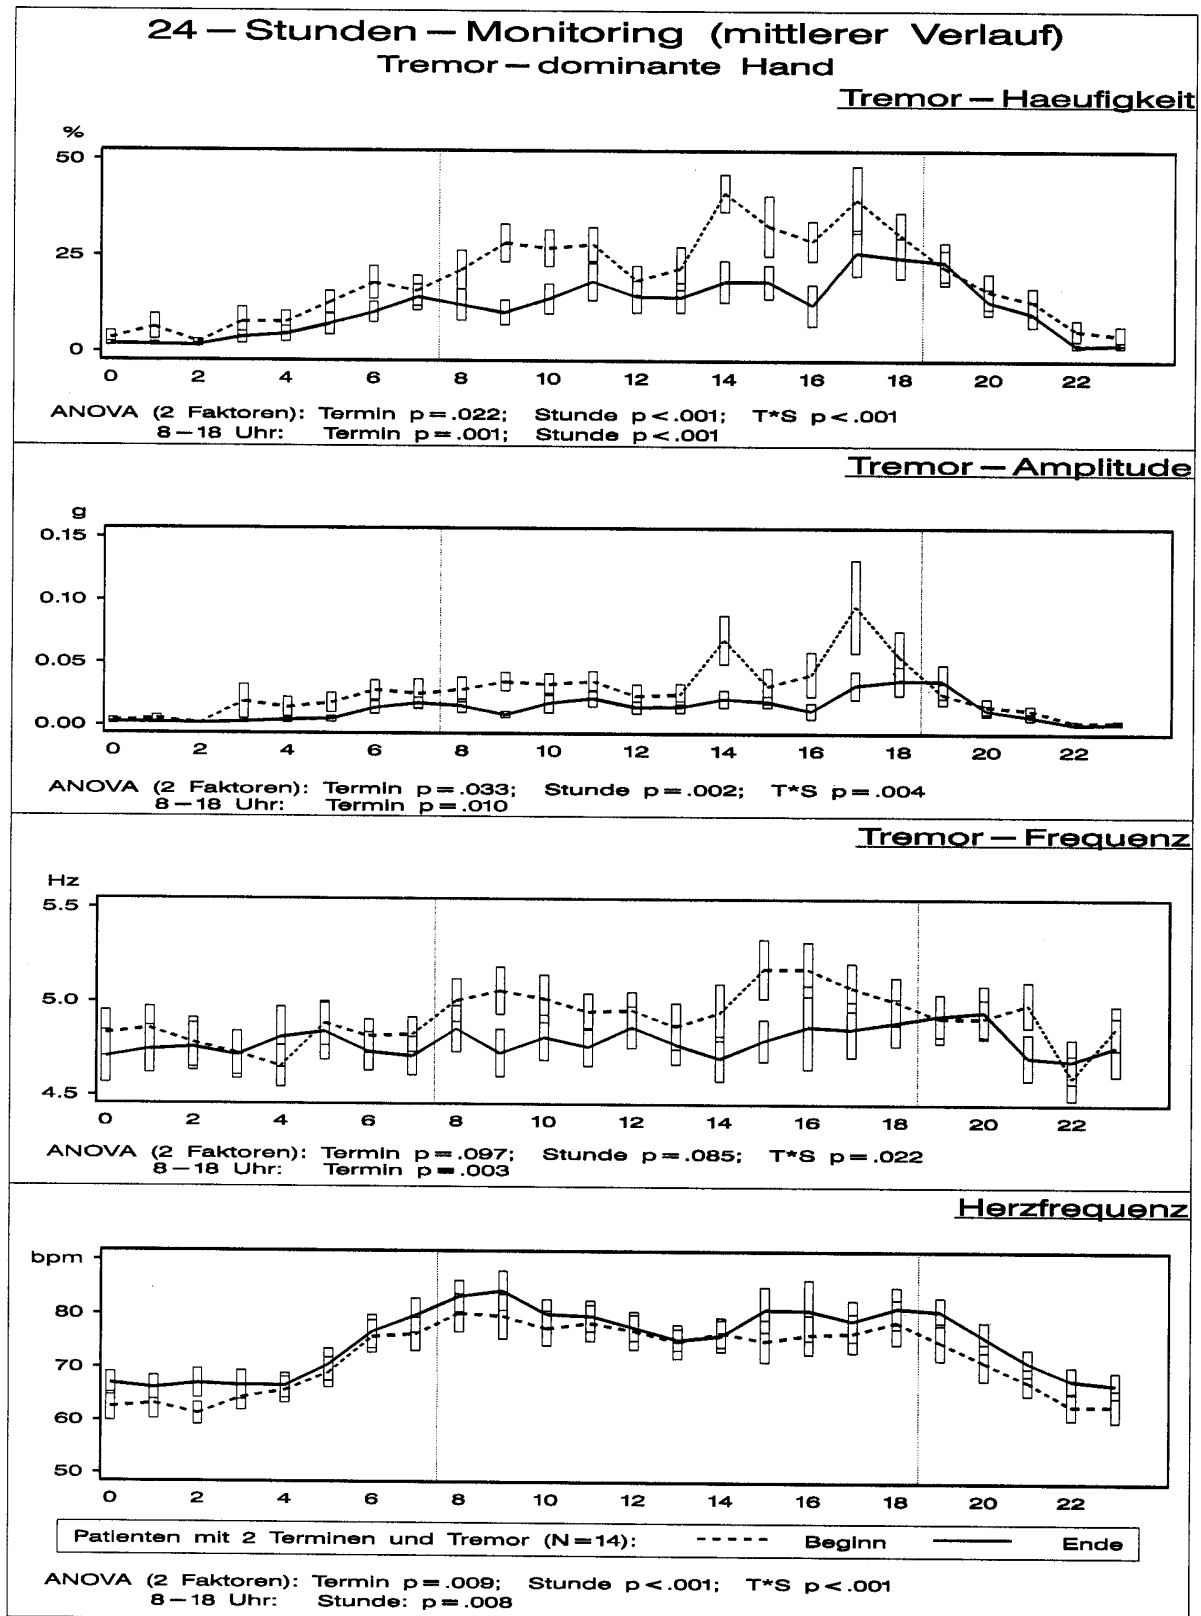 24-Stunden-Monitoring (mittlerer Verlauf)
Tremor-dominante Hand
Tremor-Haeufigkeit
%
50
25
0
0 2 4 6 8 10 12 14 16 18 20 22
ANOVA (2 Faktoren): Termin p=.022; Stunde p<.001; T*S p<.001
8-18 Uhr: Termin p=.001; Stunde p<.001
Tremor-Amplitude
g
0.15
0.10
0.05
0.00
0 2 4 6 8 10 12 14 16 18 20 22
ANOVA (2 Faktoren): Termin p=.033; Stunde p=.002; T*S p=.004
8-18 Uhr: Termin p=.010
Tremor-Frequenz
Hz
5.5
5.0
4.5
0 2 4 6 8 10 12 14 16 18 20 22
ANOVA (2 Faktoren): Termin p=.097; Stunde p=.085; T*S p=.022
8-18 Uhr: Termin p=.003
Herzfrequenz
bpm
80
70
60
50
0 2 4 6 8 10 12 14 16 18 20 22
Patienten mit 2 Terminen und Tremor (N=14): Beginn Ende
ANOVA (2 Faktoren): Termin p=.009; Stunde p<.001; T*S p<.001
8-18 Uhr: Stunde: p=.008